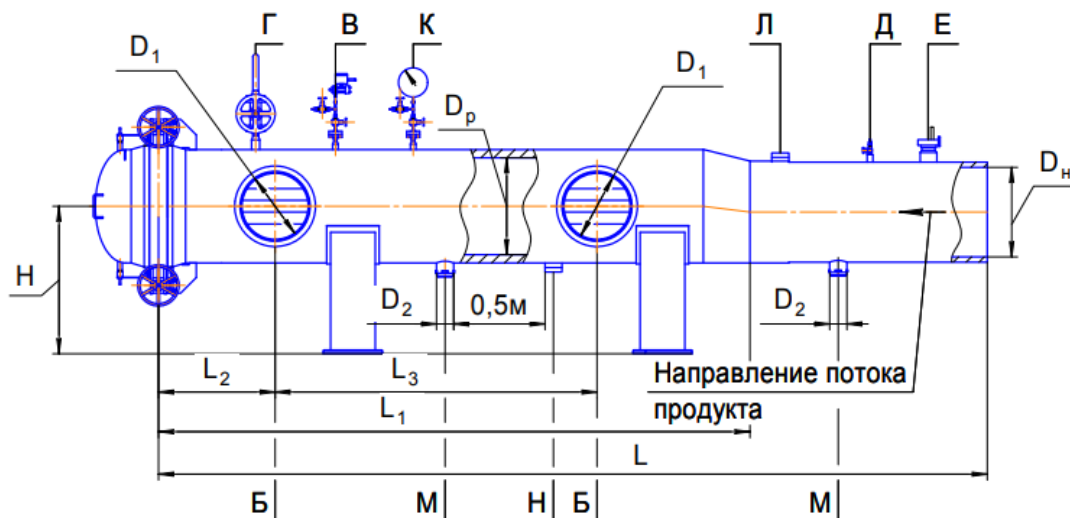 Г В К Л Д Е
D₁ D₁
Dр
Dн
Н
D₂ 0,5м D₂
L₂ L₃
Направление потока
продукта
L₁
L
Б М Н Б М